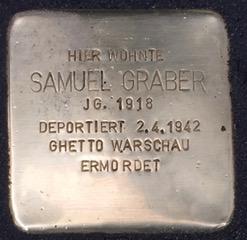 HIER WOHNTE
SAMUEL GRABER
JG. 1918
DEPORTIERT 2.4.1942
GHETTO WARSCHAU
ERMORDET